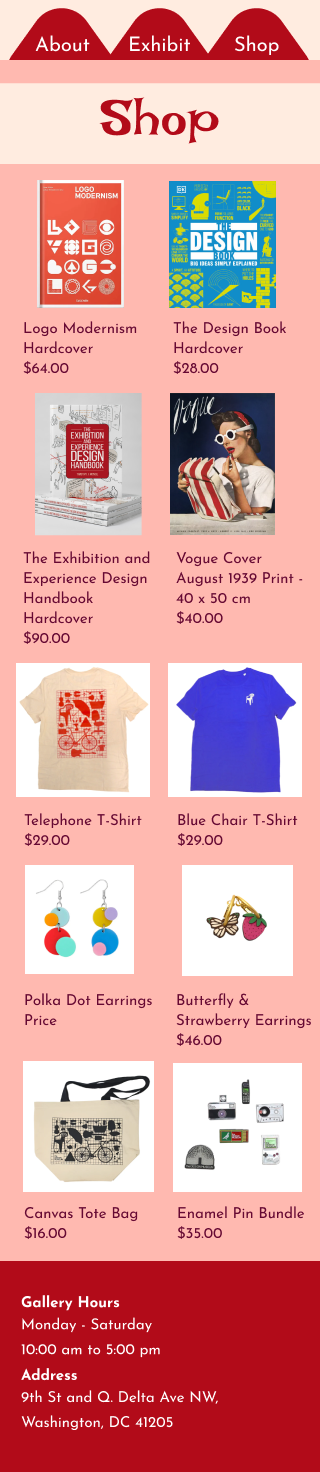 About Exhibit Shop
Shop
LOGO
MODERNISM
DK
THE
DESIGN
BOOK
BIG IDEAS SIMPLY EXPLAINED
Logo Modernism
Hardcover
$64.00
The Design Book
Hardcover
$28.00
THE
EXHIBITION
AND
EXPERIENCE
DESIGN
HANDBOOK
Vogue
The Exhibition and
Experience Design
Handbook
Hardcover
$90.00
Vogue Cover
August 1939 Print -
40 x 50 cm
$40.00
Telephone T-Shirt
$29.00
Blue Chair T-Shirt
$29.00
Polka Dot Earrings
Price
Butterfly &
Strawberry Earrings
$46.00
Canvas Tote Bag
$16.00
Enamel Pin Bundle
$35.00
Gallery Hours
Monday - Saturday
10:00 am to 5:00 pm
Address
9th St and Q. Delta Ave NW,
Washington, DC 41205